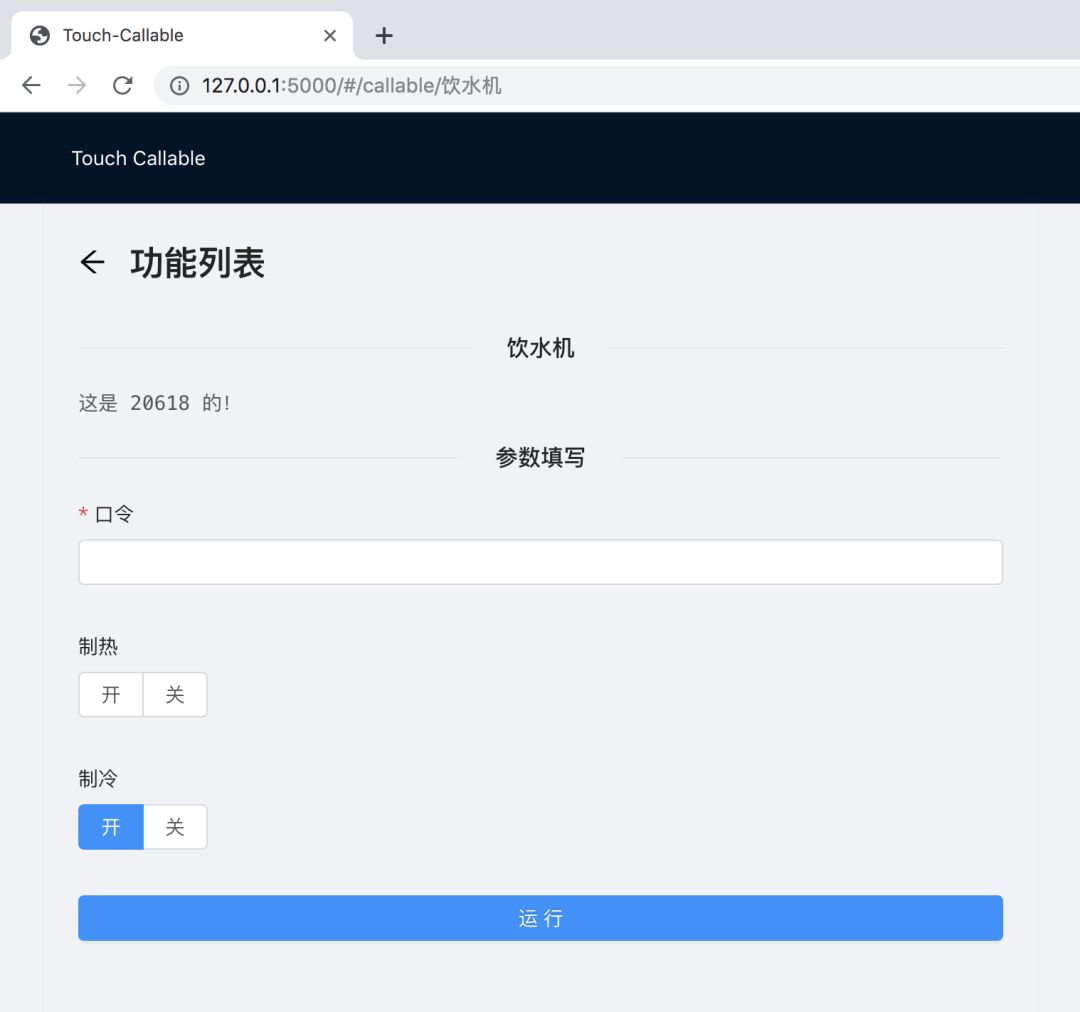 Touch-Callable
127.0.0.1:5000/#/callable/饮水机
Touch Callable
功能列表
饮水机
这是 20618 的!
参数填写
* 口令
制热
开 关
制冷
开 关
运 行